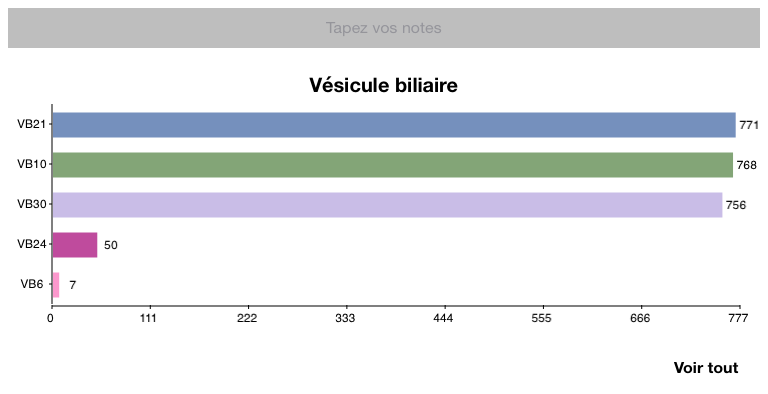 Tapez vos notes
Vésicule biliaire
VB21 771
VB10 768
VB30 756
VB24 50
VB6 7
0 111 222 333 444 555 666 777
Voir tout